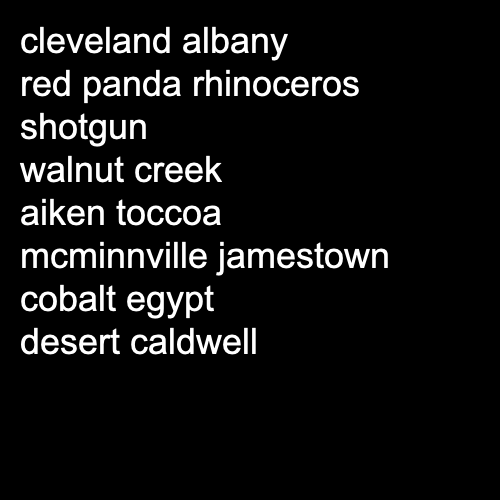 cleveland albany
red panda rhinoceros
shotgun
walnut creek
aiken toccoa
mcminnville jamestown
cobalt egypt
desert caldwell